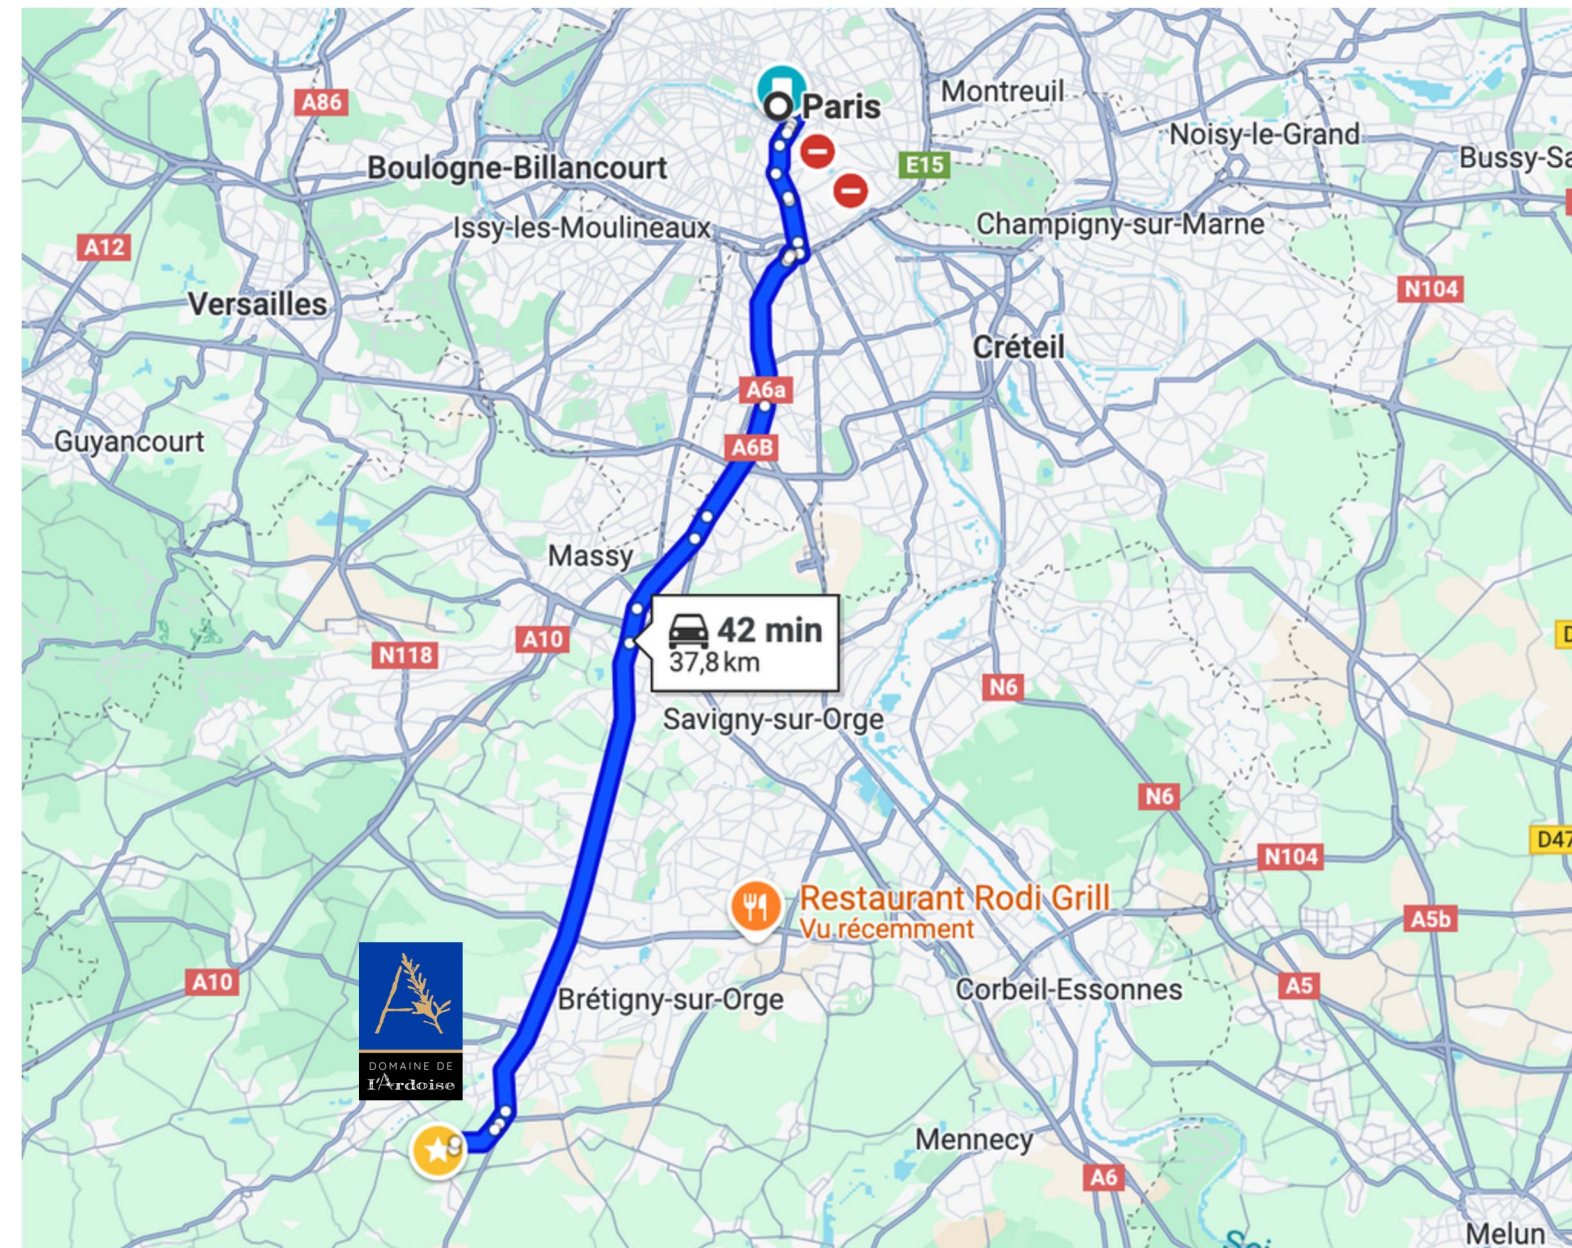 Paris
Montreuil
A86
Noisy-le-Grand
Bussy-Sa
Boulogne-Billancourt
E15
Issy-les-Moulineaux
Champigny-sur-Marne
A12
Versailles
N104
Créteil
A6a
A6B
Guyancourt
Massy
42 min
37,8 km
A10
N118
D
N6
Savigny-sur-Orge
N6
D47
N104
Restaurant Rodi Grill
Vu récemment
A5b
A10
Brétigny-sur-Orge
Corbeil-Essonnes
A5
DOMAINE DE
l'Ardoise
Mennecy
A6
Melun
Sei